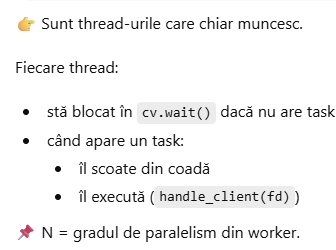 👉 Sunt thread-urile care chiar muncesc.
Fiecare thread:
• stă blocat în cv.wait() dacă nu are task
• când apare un task:
• îl scoate din coadă
• îl execută (handle_client(fd))
📌 N = gradul de paralelism din worker.